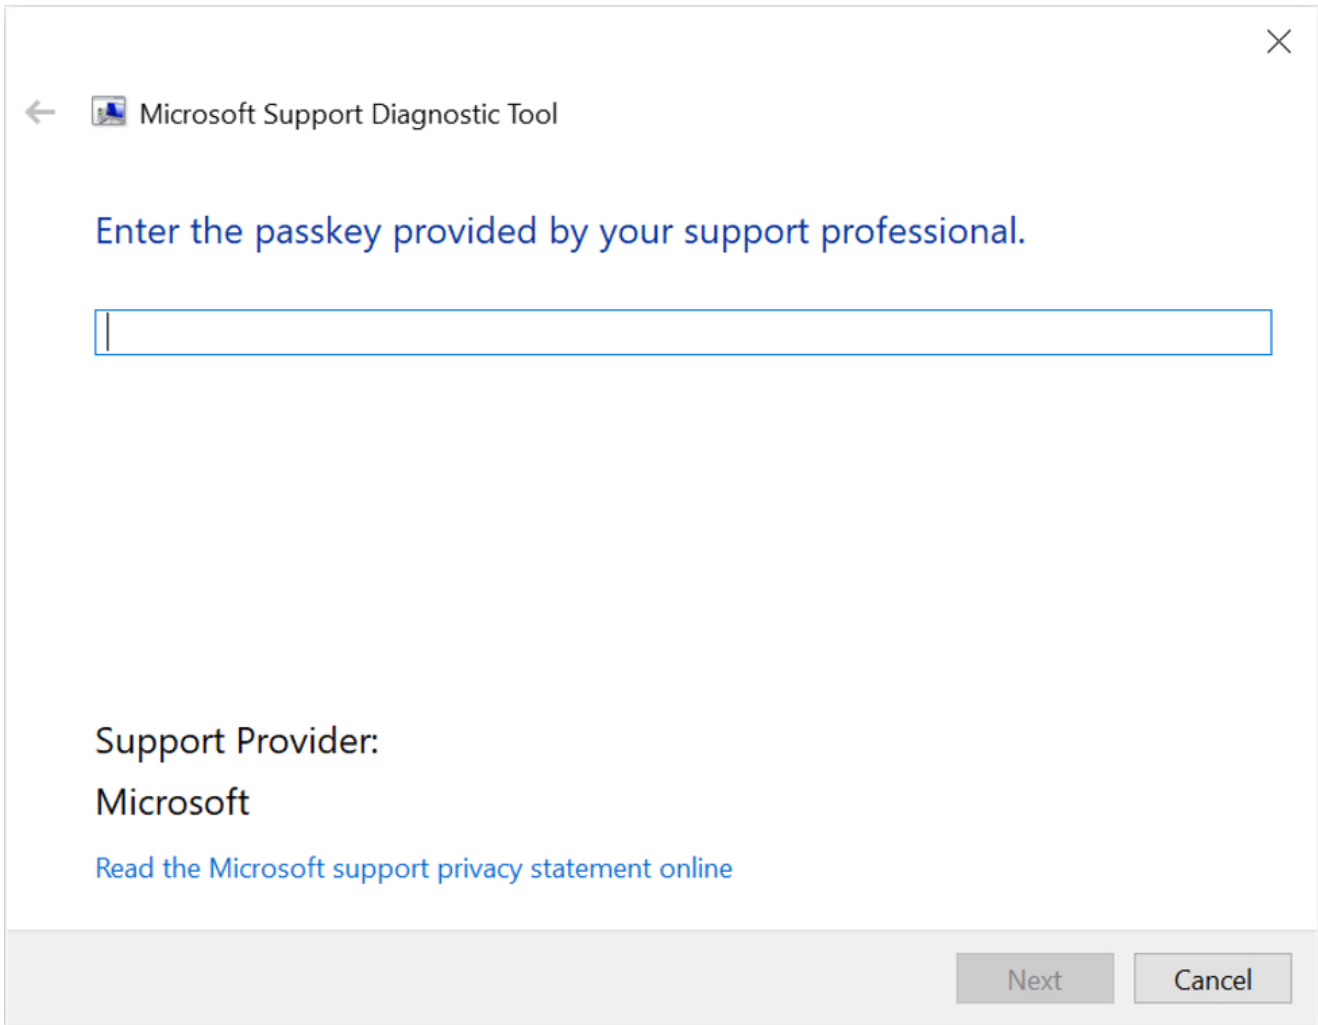 Microsoft Support Diagnostic Tool
Enter the passkey provided by your support professional.
Support Provider:
Microsoft
Read the Microsoft support privacy statement online
Next Cancel